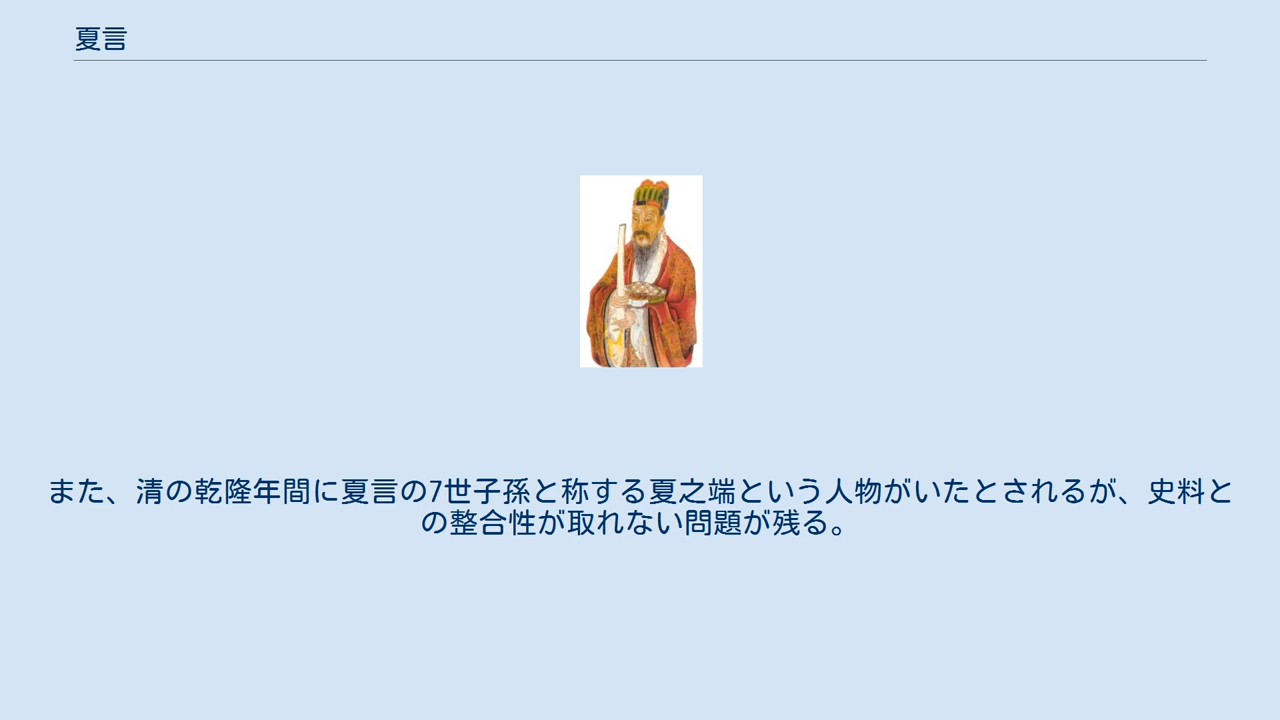 夏言
また、清の乾隆年間に夏言の7世子孫と称する夏之端という人物がいたとされるが、史料と
の整合性が取れない問題が残る。